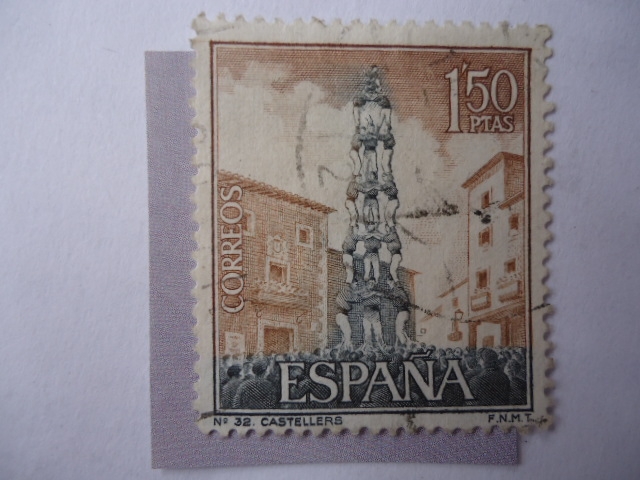 1'50
PTAS
CORREOS
ESPAÑA
Nº 32. CASTELLERS
F.N.M.T.